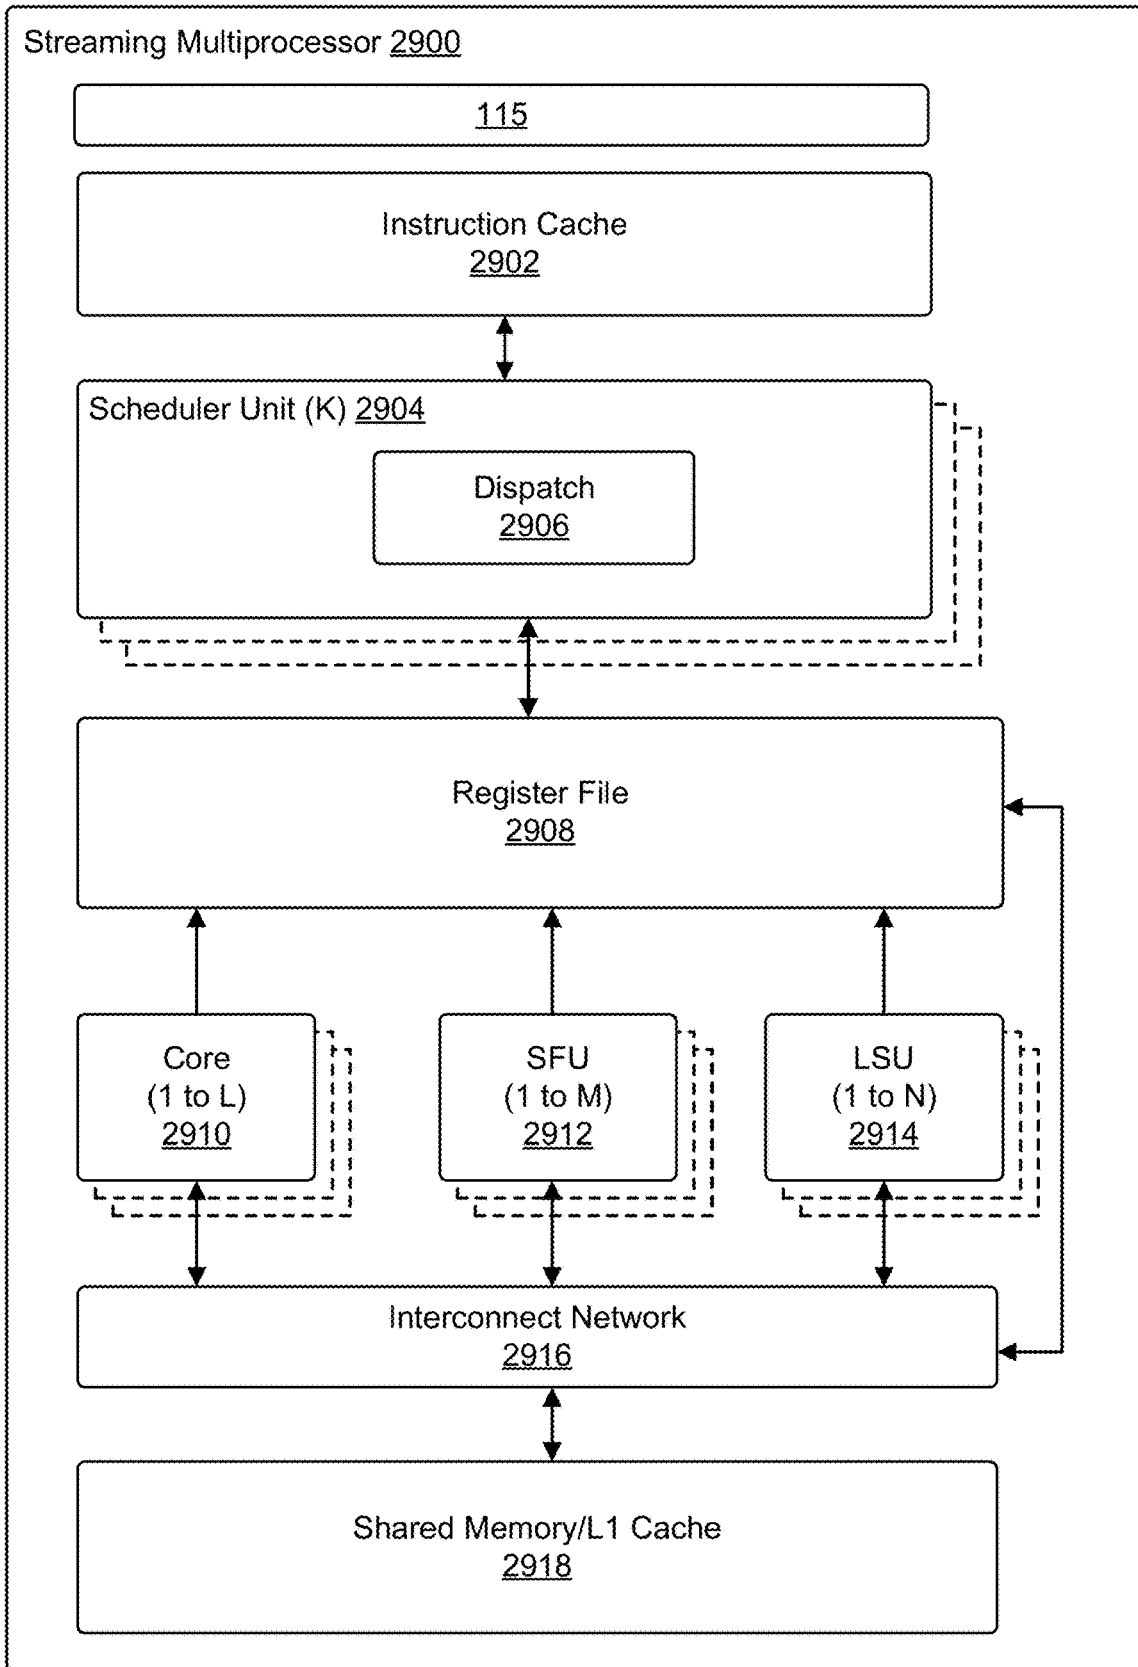 Streaming Multiprocessor 2900
115
Instruction Cache
2902
Scheduler Unit (K) 2904
Dispatch
2906
Register File
2908
Core
(1 to L)
2910
SFU
(1 to M)
2912
LSU
(1 to N)
2914
Interconnect Network
2916
Shared Memory/L1 Cache
2918